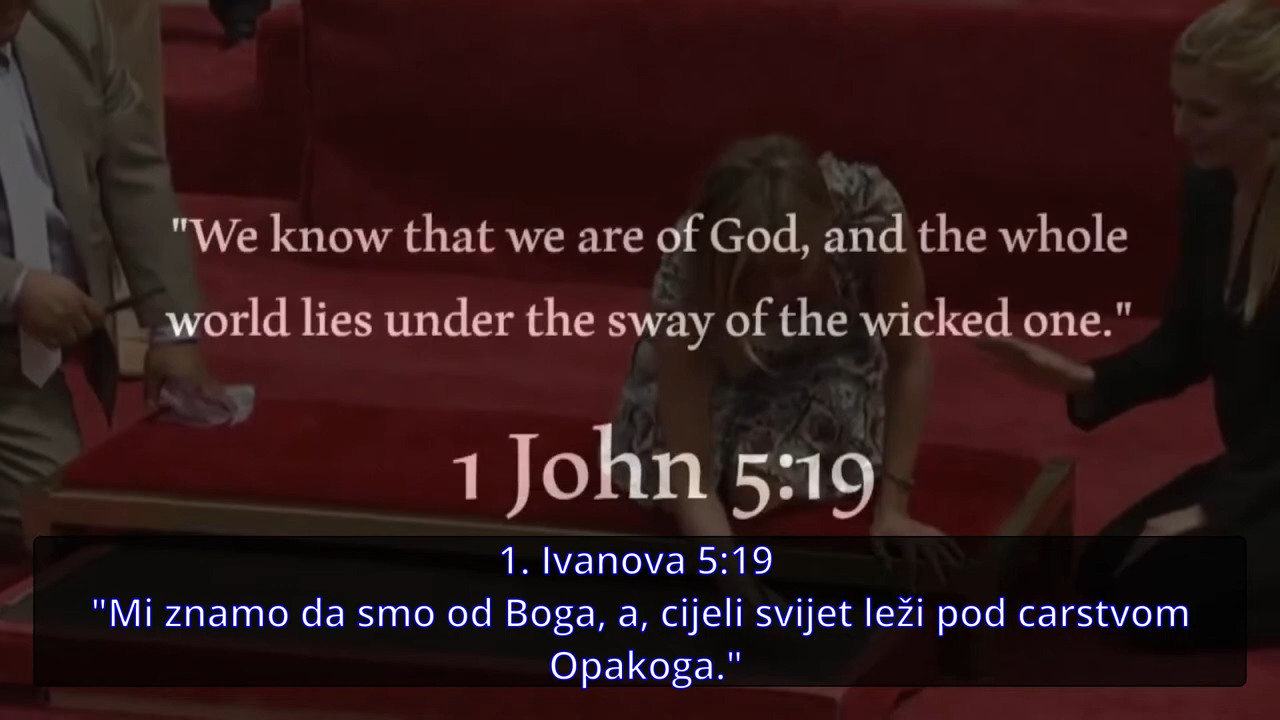 "We know that we are of God, and the whole
world lies under the sway of the wicked one."
1 John 5:19
1. Ivanova 5:19
"Mi znamo da smo od Boga, a, cijeli svijet leži pod carstvom
Opakoga."